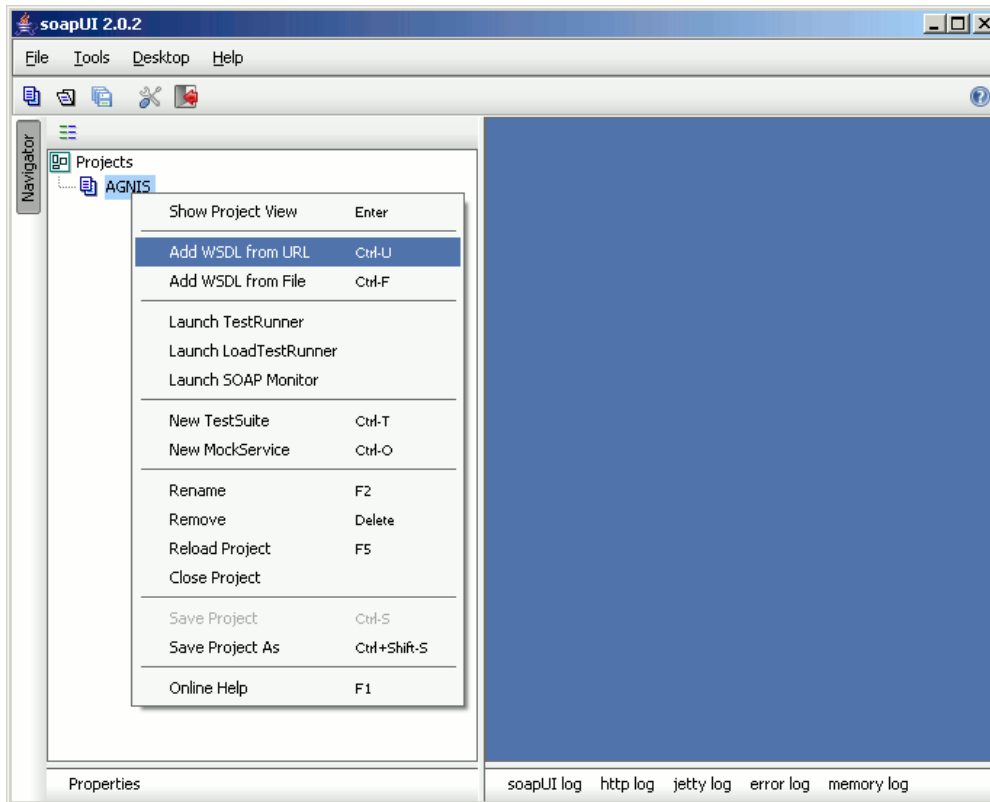 soapUI 2.0.2
File Tools Desktop Help
Navigator
Projects
AGNIS
Show Project View Enter
Add WSDL from URL Ctrl-U
Add WSDL from File Ctrl-F
Launch TestRunner
Launch LoadTestRunner
Launch SOAP Monitor
New TestSuite Ctrl-T
New MockService Ctrl-O
Rename F2
Remove Delete
Reload Project F5
Close Project
Save Project Ctrl-S
Save Project As Ctrl+Shift-S
Online Help F1
Properties soapUI log http log jetty log error log memory log